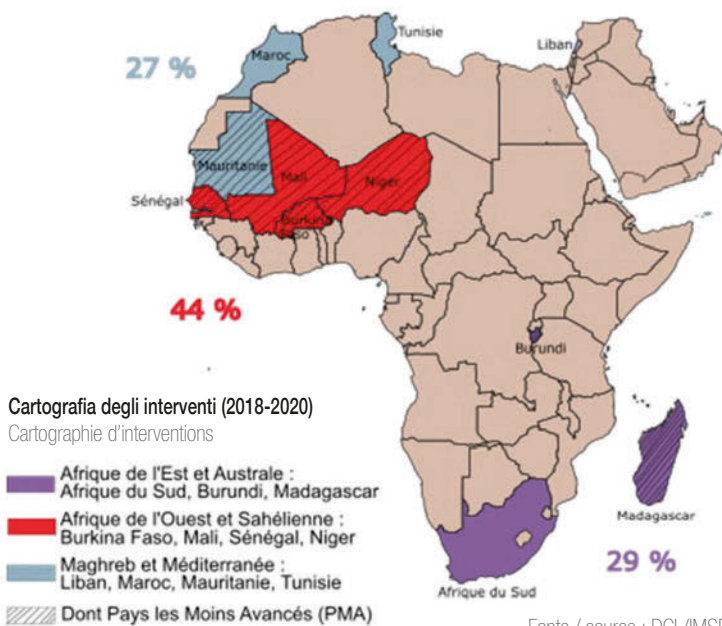 Tunisie
Liban
Maroc
27 %
Mauritanie
Mali
Niger
Sénégal
Burkina
Faso
44 %
Burundi
Cartografia degli interventi (2018-2020)
Cartographie d'interventions
Afrique de l'Est et Australe :
Afrique du Sud, Burundi, Madagascar
Afrique de l'Ouest et Sahélienne :
Burkina Faso, Mali, Sénégal, Niger
Maghreb et Méditerranée :
Liban, Maroc, Mauritanie, Tunisie
Dont Pays les Moins Avancés (PMA)
Madagascar
29 %
Afrique du Sud